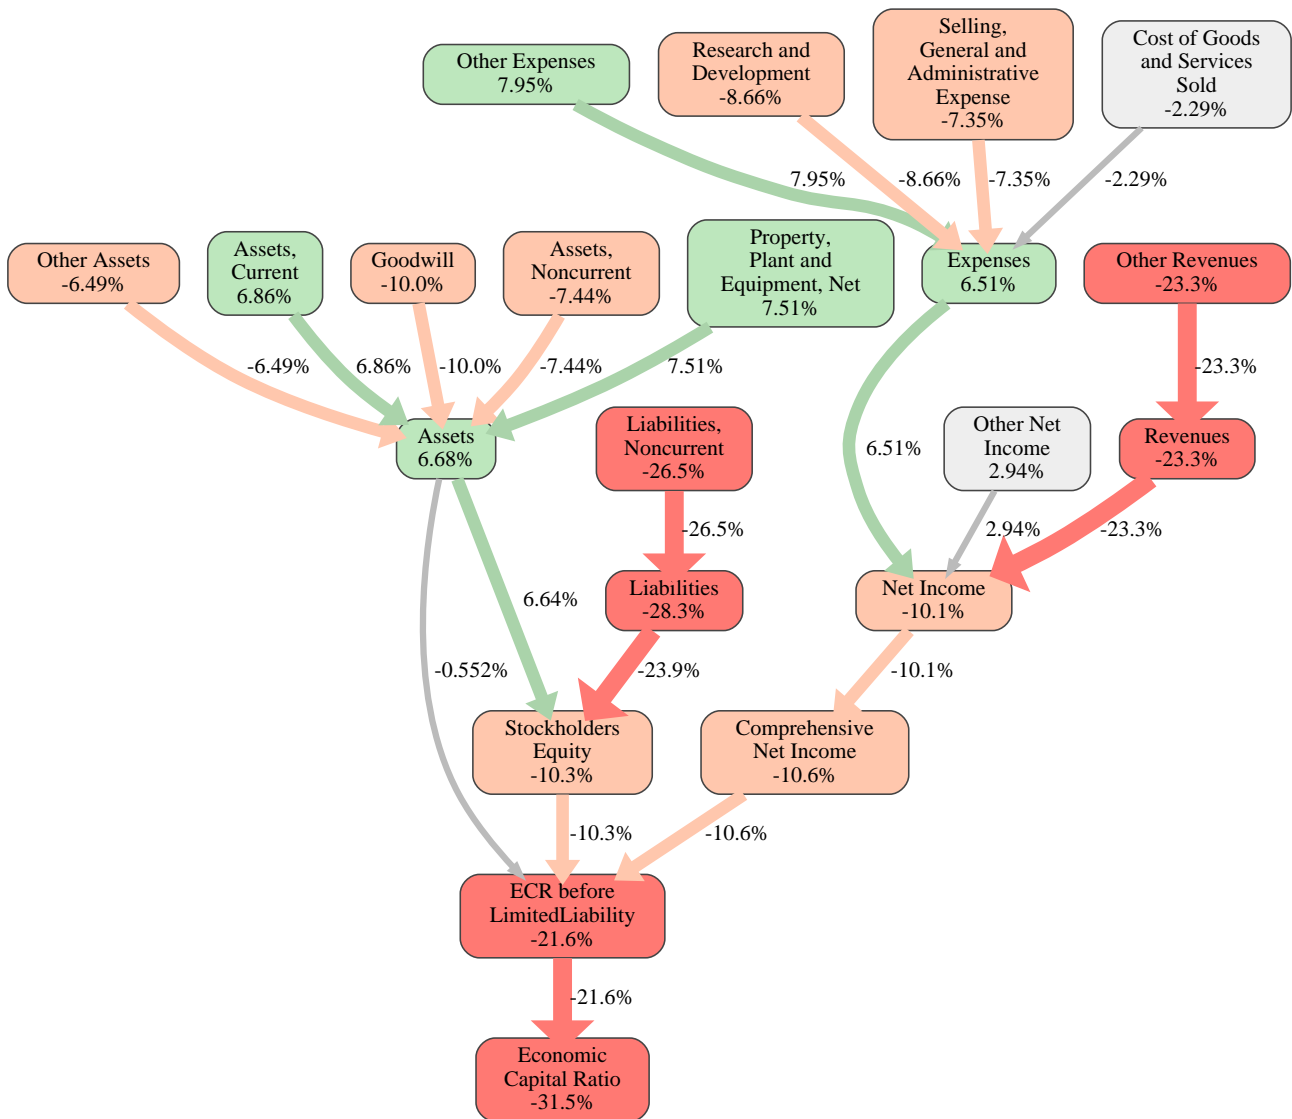 Other Expenses
7.95%
Research and
Development
-8.66%
Selling,
General and
Administrative
Expense
-7.35%
Cost of Goods
and Services
Sold
-2.29%
7.95%
-8.66%
-7.35%
-2.29%
Other Assets
-6.49%
Assets,
Current
6.86%
Goodwill
-10.0%
Assets,
Noncurrent
-7.44%
Property,
Plant and
Equipment, Net
7.51%
Expenses
6.51%
Other Revenues
-23.3%
-6.49%
6.86%
-10.0%
-7.44%
7.51%
-23.3%
Assets
6.68%
Liabilities,
Noncurrent
-26.5%
6.51%
Other Net
Income
2.94%
Revenues
-23.3%
-26.5%
2.94%
-23.3%
6.64%
Liabilities
-28.3%
Net Income
-10.1%
-0.552%
-23.9%
-10.1%
Stockholders
Equity
-10.3%
Comprehensive
Net Income
-10.6%
-10.3%
-10.6%
ECR before
LimitedLiability
-21.6%
-21.6%
Economic
Capital Ratio
-31.5%